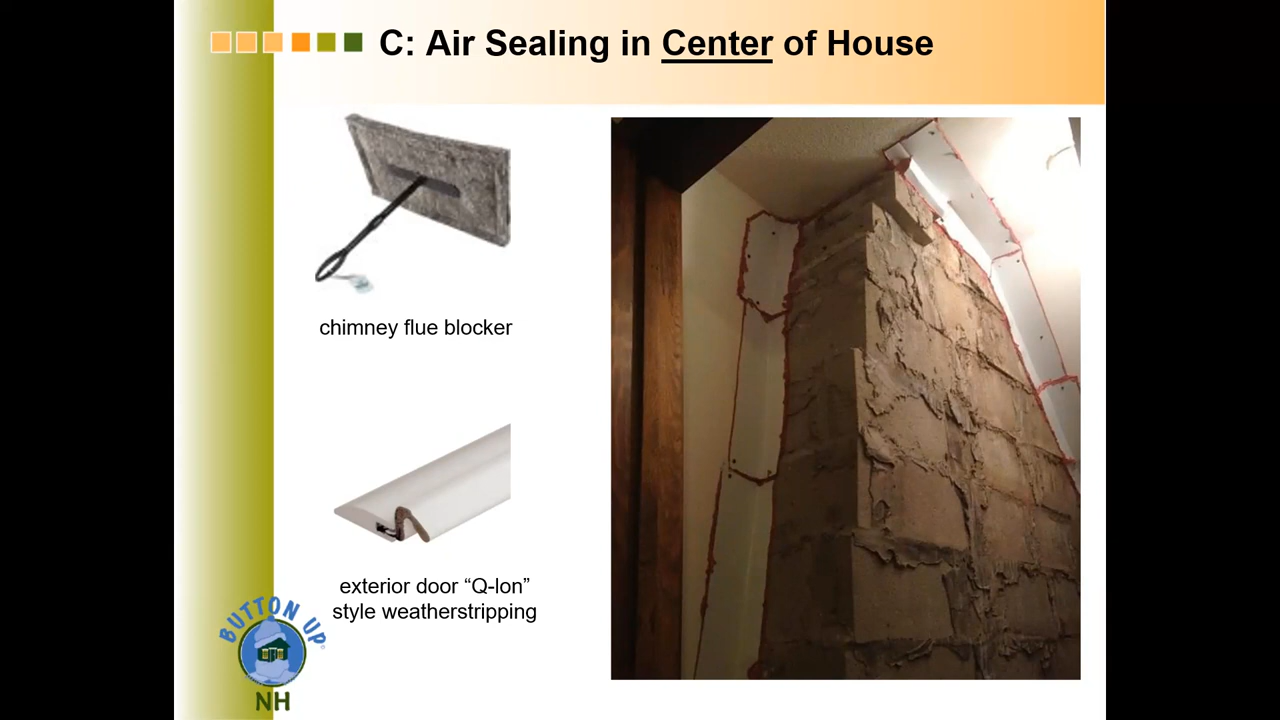 C: Air Sealing in Center of House
chimney flue blocker
exterior door “Q-lon”
style weatherstripping
BUTTON UP
NH